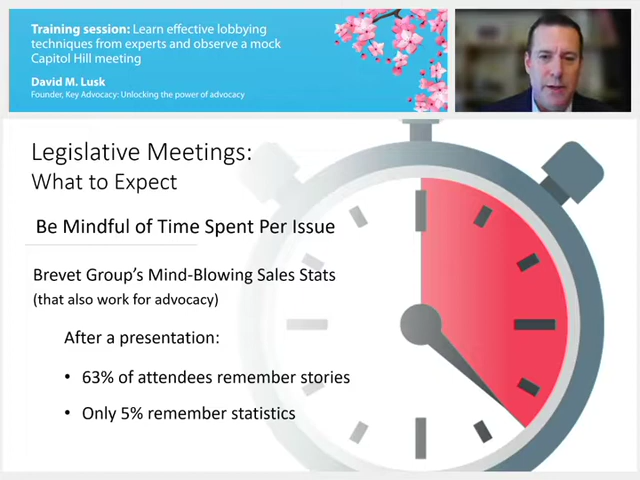 Training session: Learn effective lobbying
techniques from experts and observe a mock
Capitol Hill meeting
David M. Lusk
Founder, Key Advocacy: Unlocking the power of advocacy
Legislative Meetings:
What to Expect
Be Mindful of Time Spent Per Issue
Brevet Group's Mind-Blowing Sales Stats
(that also work for advocacy)
After a presentation:
• 63% of attendees remember stories
• Only 5% remember statistics